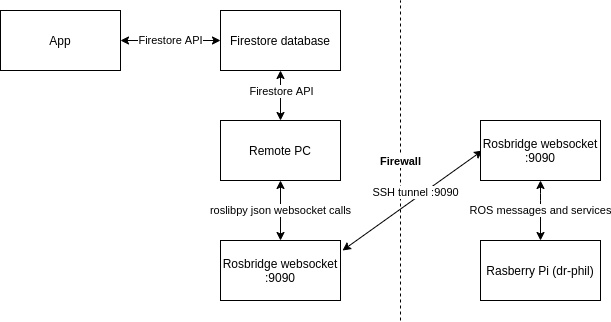 App
Firestore API
Firestore database
Firestore API
Remote PC
Firewall
Rosbridge websocket
:9090
SSH tunnel :9090
roslibpy json websocket calls
ROS messages and services
Rosbridge websocket
:9090
Rasberry Pi (dr-phil)